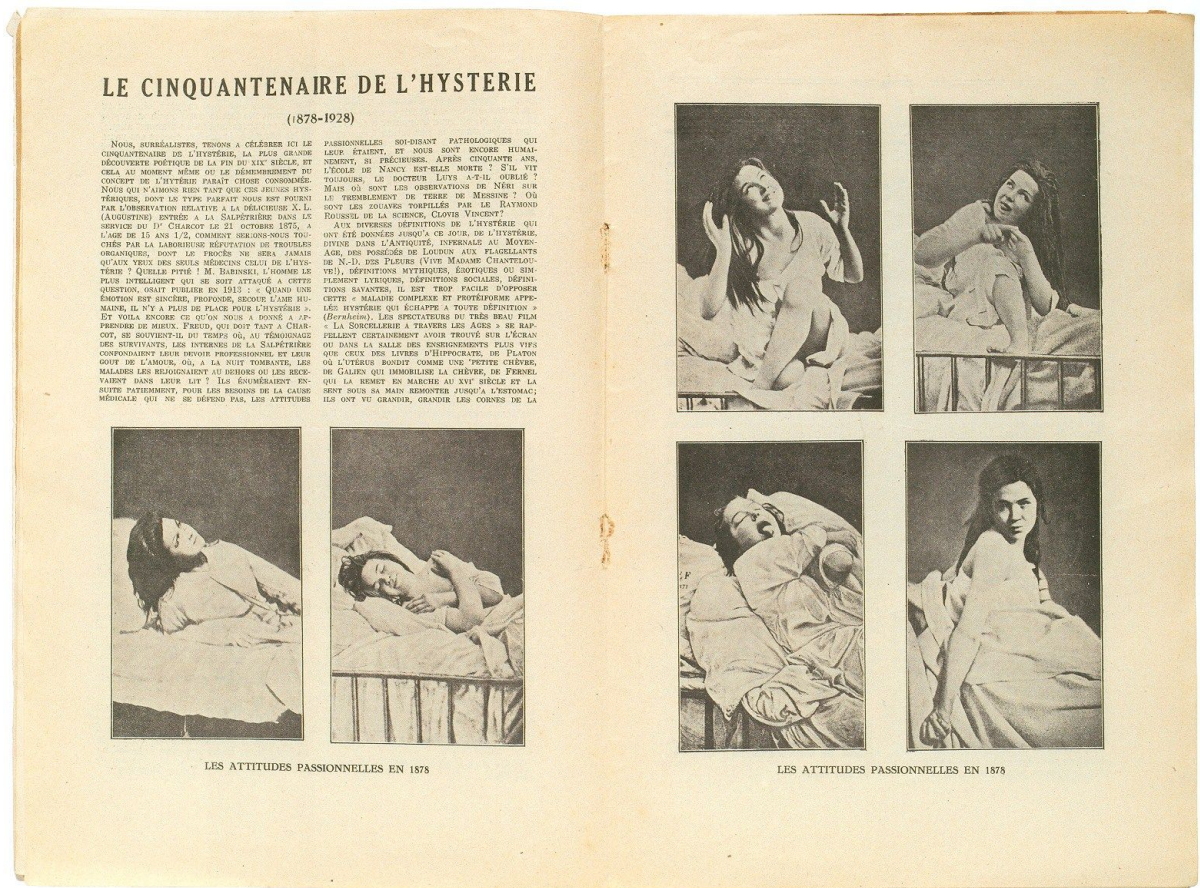 LE CINQUANTENAIRE DE L'HYSTERIE
(1878-1928)
Nous, surréalistes, tenons a célébrer ici le
cinquantenaire de l'hystérie, la plus grande
découverte poétique de la fin du XIXᵉ siècle, et
cela au moment même ou le démembrement du
concept de l'hytérie paraît chose consommée.
Nous qui n'aimons rien tant que ces jeunes hys-
tériques, dont le type parfait nous est fourni
par l'observation relative a la délicieuse X. L.
(Augustine) entrée a la Salpétrière dans le
service du Dʳ Charcot le 21 octobre 1875, a
l'age de 15 ans 1/2, comment serions-nous tou-
chés par la laborieuse réfutation de troubles
organiques, dont le procès ne sera jamais
qu'aux yeux des seuls médecins celui de l'hys-
térie ? Quelle pitié ! M. Babinski, l'homme le
plus intelligent qui se soit attaqué a cette
question, osait publier en 1913 : « Quand une
émotion est sincère, profonde, secoue l'ame hu-
maine, il n'y a plus de place pour l'hystérie ».
Et voila encore ce qu'on nous a donné a ap-
prendre de mieux. Freud, qui doit tant a Char-
cot, se souvient-il du temps où, au témoignage
des survivants, les internes de la Salpêtrière
confondaient leur devoir professionnel et leur
gout de l'amour, où, a la nuit tombante, les
malades les rejoignaient au dehors ou les rece-
vaient dans leur lit ? Ils énuméraient en-
suite patiemment, pour les besoins de la cause
médicale qui ne se défend pas, les attitudes
passionnelles soi-disant pathologiques qui
leur étaient, et nous sont encore humai-
nement, si précieuses. Après cinquante ans,
l'école de Nancy est-elle morte ? S'il vit
toujours, le docteur Luys a-t-il oublié ?
Mais où sont les observations de Néri sur
le tremblement de terre de Messine ? Où
sont les zouaves torpillés par le Raymond
Roussel de la science, Clovis Vincent?
Aux diverses définitions de l'hystérie qui
ont été données jusqu'a ce jour, de l'hystérie,
divine dans l'Antiquité, infernale au Moyen-
Age, des possédés de Loudun aux flagellants
de N.-D. des Pleurs (Vive Madame Chantelou-
ve!), définitions mythiques, érotiques ou sim-
plement lyriques, définitions sociales, défini-
tions savantes, il est trop facile d'opposer
cette « maladie complexe et protéiforme appe-
lée hystérie qui échappe a toute définition »
(Bernheim). Les spectateurs du très beau film
« La Sorcellerie a travers les Ages » se rap-
pellent certainement avoir trouvé sur l'écran
ou dans la salle des enseignements plus vifs
que ceux des livres d'Hippocrate, de Platon
où l'utérus bondit comme une petite chèvre,
de Galien qui immobilise la chèvre, de Fernel
qui la remet en marche au XVIᵉ siècle et la
sent sous sa main remonter jusqu'a l'estomac;
ils ont vu grandir, grandir les cornes de la
LES ATTITUDES PASSIONNELLES EN 1878
LES ATTITUDES PASSIONNELLES EN 1878